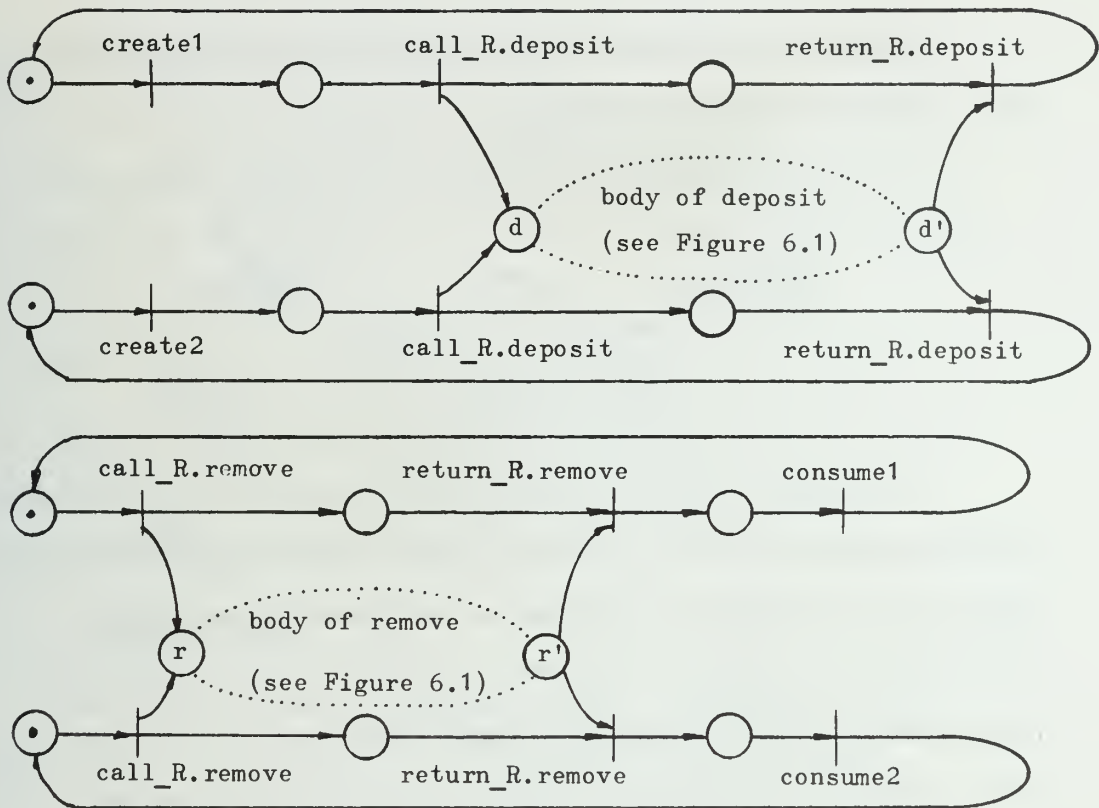 create1 call_R.deposit return_R.deposit
body of deposit
d d'
(see Figure 6.1)
create2 call_R.deposit return_R.deposit
call_R.remove return_R.remove consume1
body of remove
r r'
(see Figure 6.1)
call_R.remove return_R.remove consume2